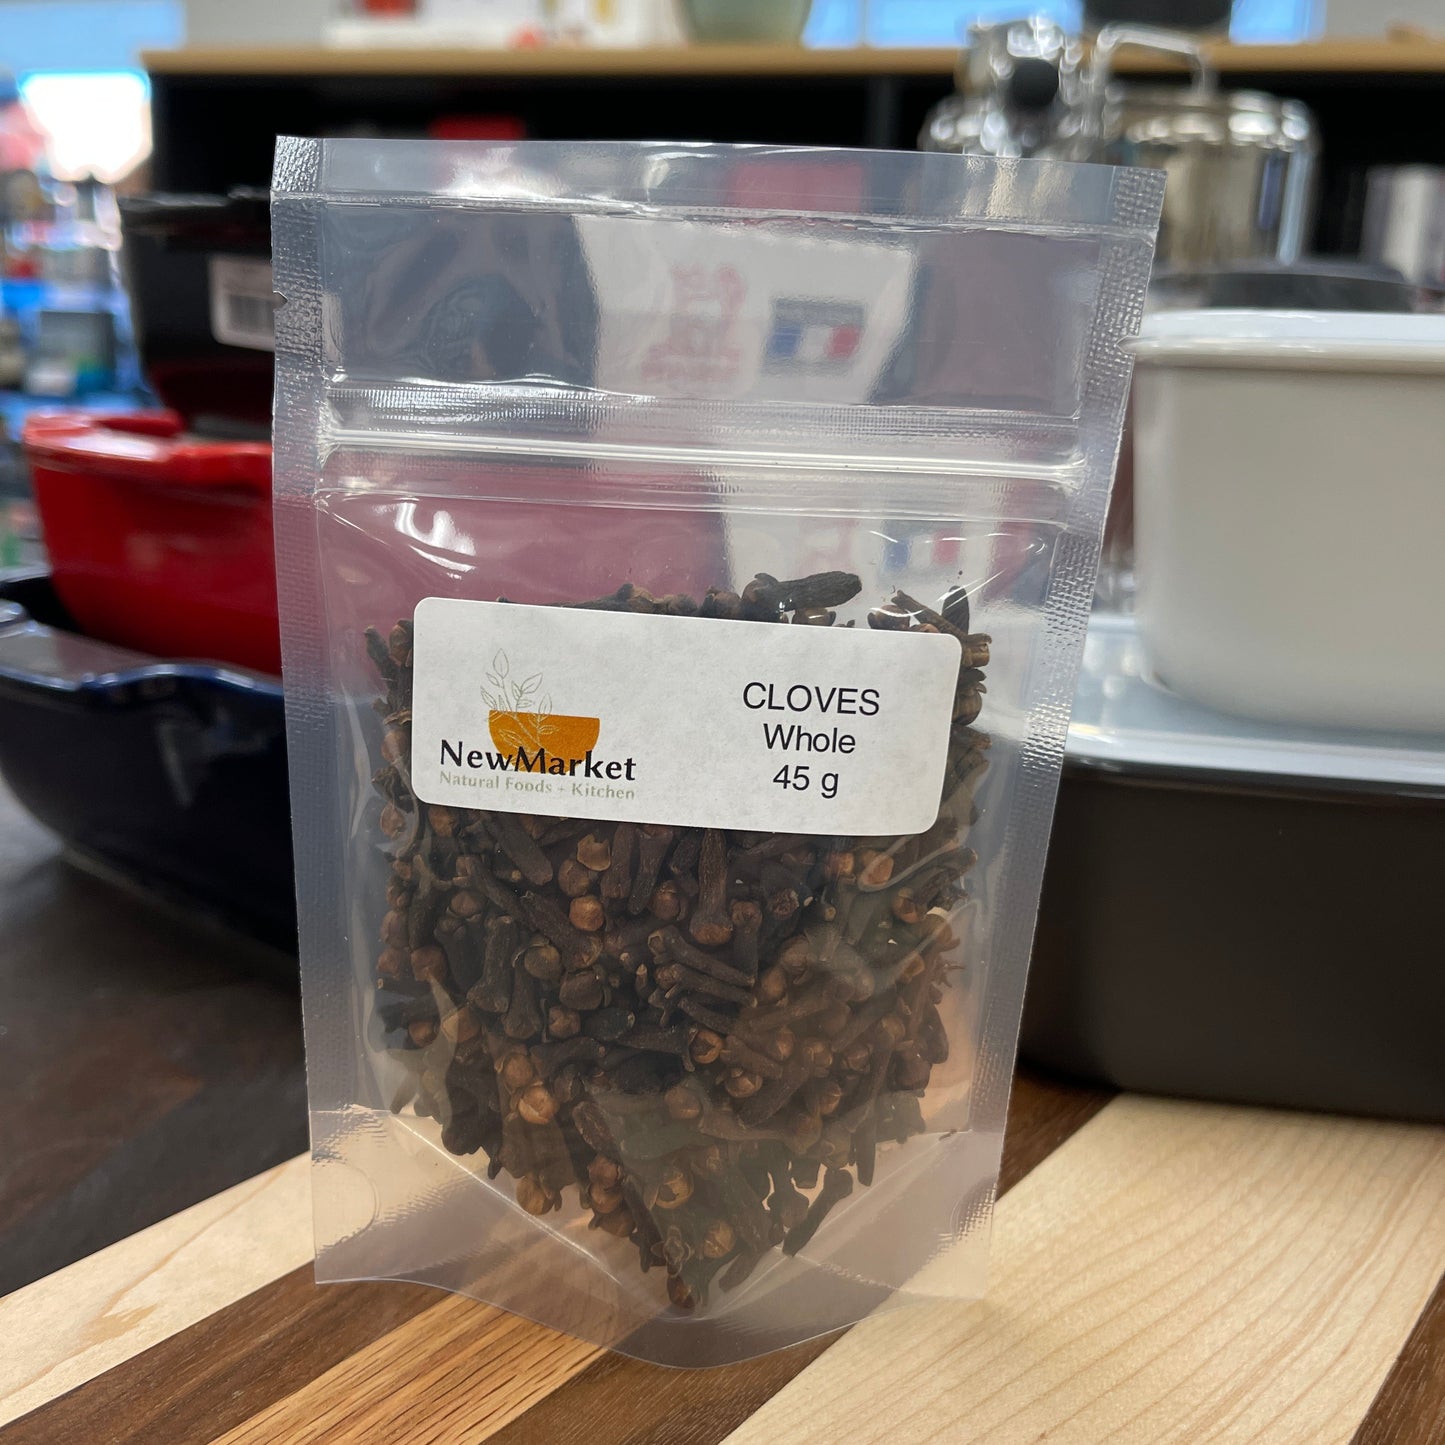 NewMarket
Natural Foods + Kitchen
CLOVES
Whole
45 g